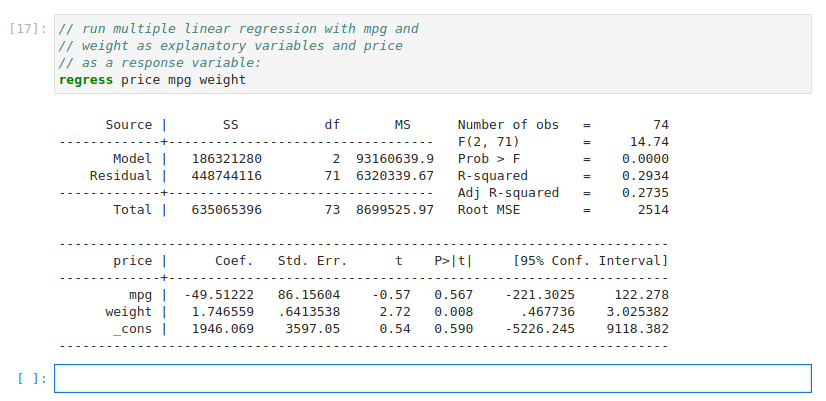 [17]: // run multiple linear regression with mpg and
// weight as explanatory variables and price
// as a response variable:
regress price mpg weight
      Source |       SS           df       MS      Number of obs   =        74
-------------+----------------------------------   F(2, 71)        =     14.74
       Model |   186321280         2  93160639.9   Prob > F        =    0.0000
    Residual |   448744116        71  6320339.67   R-squared       =    0.2934
-------------+----------------------------------   Adj R-squared   =    0.2735
       Total |   635065396        73  8699525.97   Root MSE        =      2514
------------------------------------------------------------------------------
       price |      Coef.   Std. Err.      t    P>|t|     [95% Conf. Interval]
-------------+----------------------------------------------------------------
         mpg |  -49.51222   86.15604    -0.57   0.567    -221.3025     122.278
      weight |   1.746559   .6413538     2.72   0.008      .467736    3.025382
       _cons |   1946.069    3597.05     0.54   0.590    -5226.245    9118.382
------------------------------------------------------------------------------
[ ]: